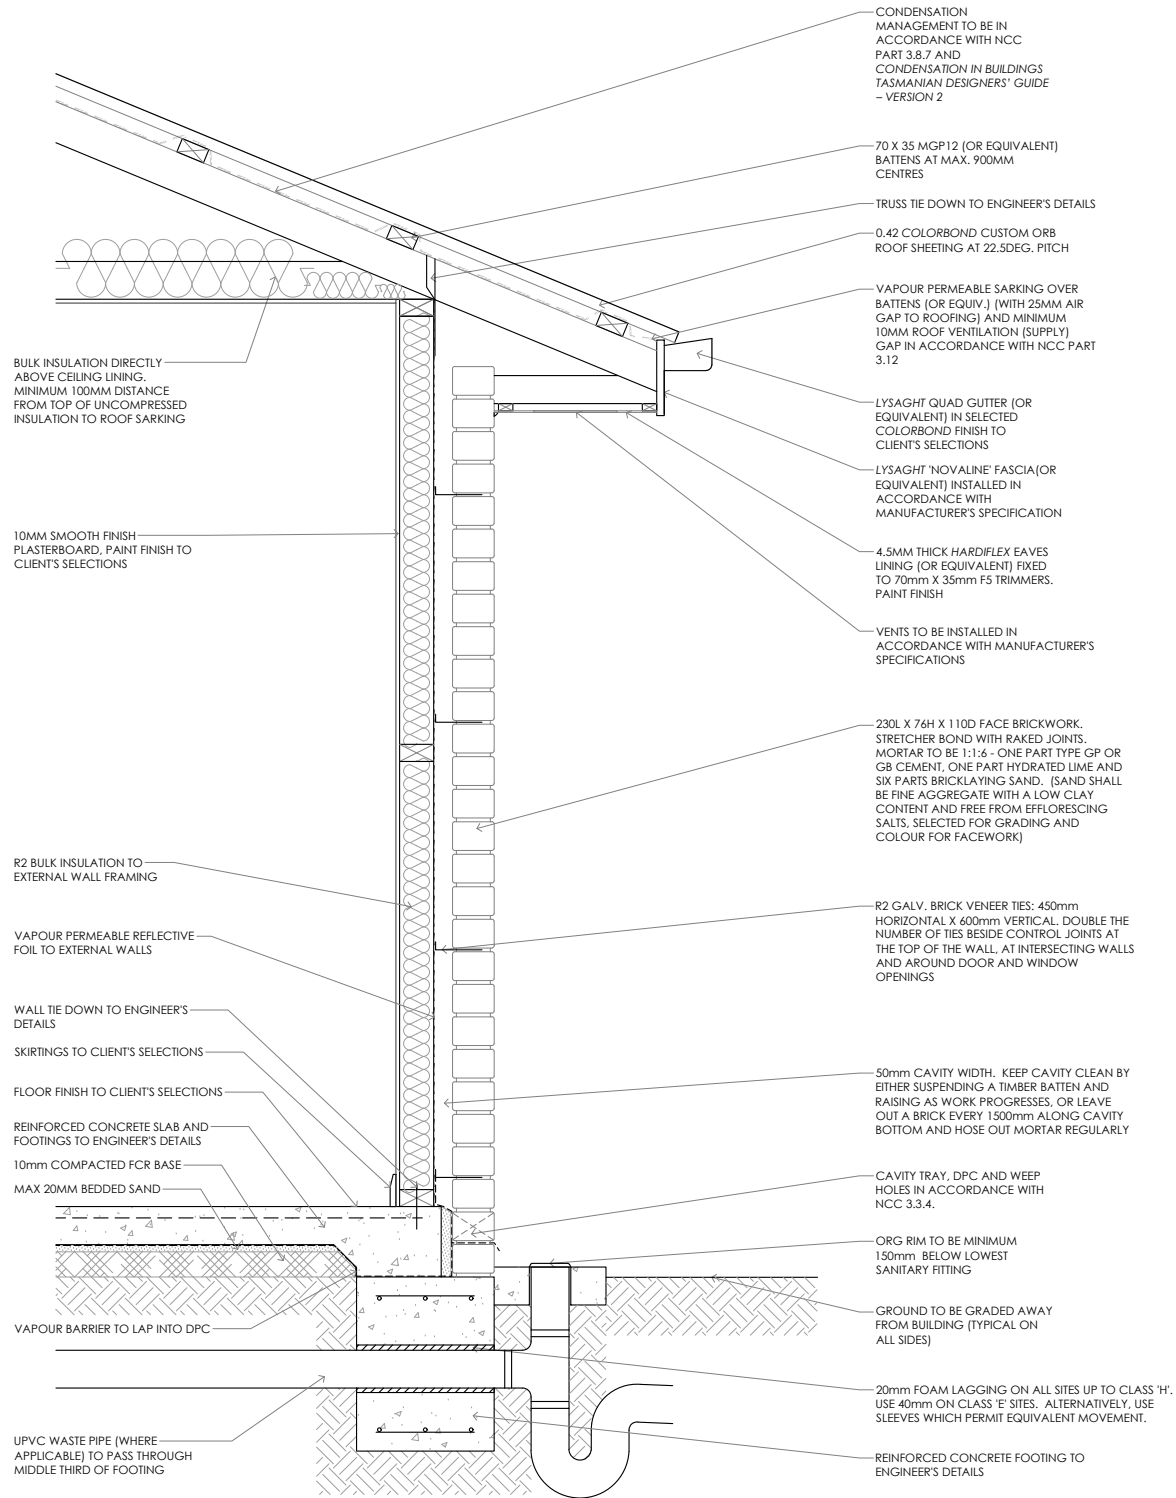 CONDENSATION
MANAGEMENT TO BE IN
ACCORDANCE WITH NCC
PART 3.8.7 AND
CONDENSATION IN BUILDINGS
TASMANIAN DESIGNERS' GUIDE
– VERSION 2
70 X 35 MGP12 (OR EQUIVALENT)
BATTENS AT MAX. 900MM
CENTRES
TRUSS TIE DOWN TO ENGINEER'S DETAILS
0.42 COLORBOND CUSTOM ORB
ROOF SHEETING AT 22.5DEG. PITCH
VAPOUR PERMEABLE SARKING OVER
BATTENS (OR EQUIV.) (WITH 25MM AIR
GAP TO ROOFING) AND MINIMUM
10MM ROOF VENTILATION (SUPPLY)
GAP IN ACCORDANCE WITH NCC PART
3.12
LYSAGHT QUAD GUTTER (OR
EQUIVALENT) IN SELECTED
COLORBOND FINISH TO
CLIENT'S SELECTIONS
LYSAGHT 'NOVALINE' FASCIA(OR
EQUIVALENT) INSTALLED IN
ACCORDANCE WITH
MANUFACTURER'S SPECIFICATION
4.5MM THICK HARDIFLEX EAVES
LINING (OR EQUIVALENT) FIXED
TO 70mm X 35mm F5 TRIMMERS.
PAINT FINISH
VENTS TO BE INSTALLED IN
ACCORDANCE WITH MANUFACTURER'S
SPECIFICATIONS
230L X 76H X 110D FACE BRICKWORK.
STRETCHER BOND WITH RAKED JOINTS.
MORTAR TO BE 1:1:6 - ONE PART TYPE GP OR
GB CEMENT, ONE PART HYDRATED LIME AND
SIX PARTS BRICKLAYING SAND. (SAND SHALL
BE FINE AGGREGATE WITH A LOW CLAY
CONTENT AND FREE FROM EFFLORESCING
SALTS, SELECTED FOR GRADING AND
COLOUR FOR FACEWORK)
R2 GALV. BRICK VENEER TIES: 450mm
HORIZONTAL X 600mm VERTICAL. DOUBLE THE
NUMBER OF TIES BESIDE CONTROL JOINTS AT
THE TOP OF THE WALL, AT INTERSECTING WALLS
AND AROUND DOOR AND WINDOW
OPENINGS
50mm CAVITY WIDTH. KEEP CAVITY CLEAN BY
EITHER SUSPENDING A TIMBER BATTEN AND
RAISING AS WORK PROGRESSES, OR LEAVE
OUT A BRICK EVERY 1500mm ALONG CAVITY
BOTTOM AND HOSE OUT MORTAR REGULARLY
CAVITY TRAY, DPC AND WEEP
HOLES IN ACCORDANCE WITH
NCC 3.3.4.
ORG RIM TO BE MINIMUM
150mm BELOW LOWEST
SANITARY FITTING
GROUND TO BE GRADED AWAY
FROM BUILDING (TYPICAL ON
ALL SIDES)
20mm FOAM LAGGING ON ALL SITES UP TO CLASS 'H'.
USE 40mm ON CLASS 'E' SITES. ALTERNATIVELY, USE
SLEEVES WHICH PERMIT EQUIVALENT MOVEMENT.
REINFORCED CONCRETE FOOTING TO
ENGINEER'S DETAILS
BULK INSULATION DIRECTLY
ABOVE CEILING LINING.
MINIMUM 100MM DISTANCE
FROM TOP OF UNCOMPRESSED
INSULATION TO ROOF SARKING
10MM SMOOTH FINISH
PLASTERBOARD, PAINT FINISH TO
CLIENT'S SELECTIONS
R2 BULK INSULATION TO
EXTERNAL WALL FRAMING
VAPOUR PERMEABLE REFLECTIVE
FOIL TO EXTERNAL WALLS
WALL TIE DOWN TO ENGINEER'S
DETAILS
SKIRTINGS TO CLIENT'S SELECTIONS
FLOOR FINISH TO CLIENT'S SELECTIONS
REINFORCED CONCRETE SLAB AND
FOOTINGS TO ENGINEER'S DETAILS
10mm COMPACTED FCR BASE
MAX 20MM BEDDED SAND
VAPOUR BARRIER TO LAP INTO DPC
UPVC WASTE PIPE (WHERE
APPLICABLE) TO PASS THROUGH
MIDDLE THIRD OF FOOTING